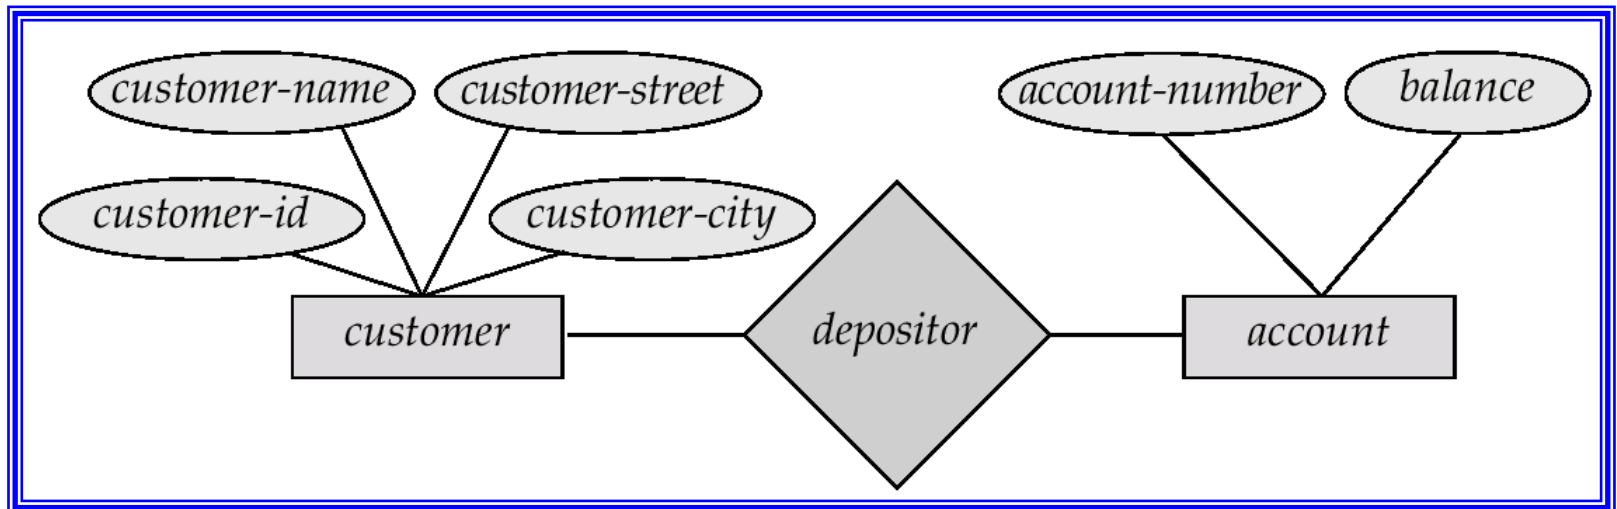 customer-name
customer-street
account-number
balance
customer-id
customer-city
customer
depositor
account